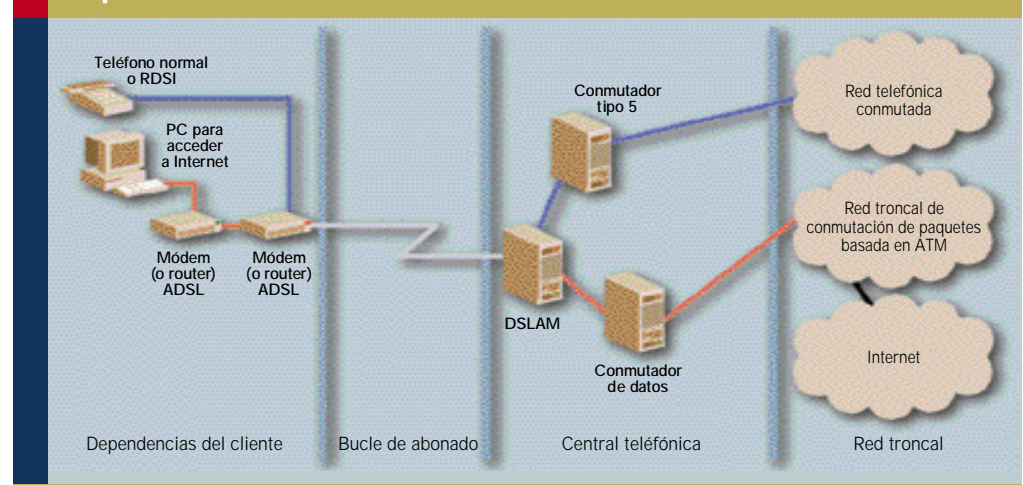 Teléfono normal
o RDSI
PC para
acceder
a Internet
Módem
(o router)
ADSL
Módem
(o router)
ADSL
Conmutador
tipo 5
DSLAM
Conmutador
de datos
Red telefónica
conmutada
Red troncal de
conmutación de paquetes
basada en ATM
Internet
Dependencias del cliente
Bucle de abonado
Central teléfónica
Red troncal